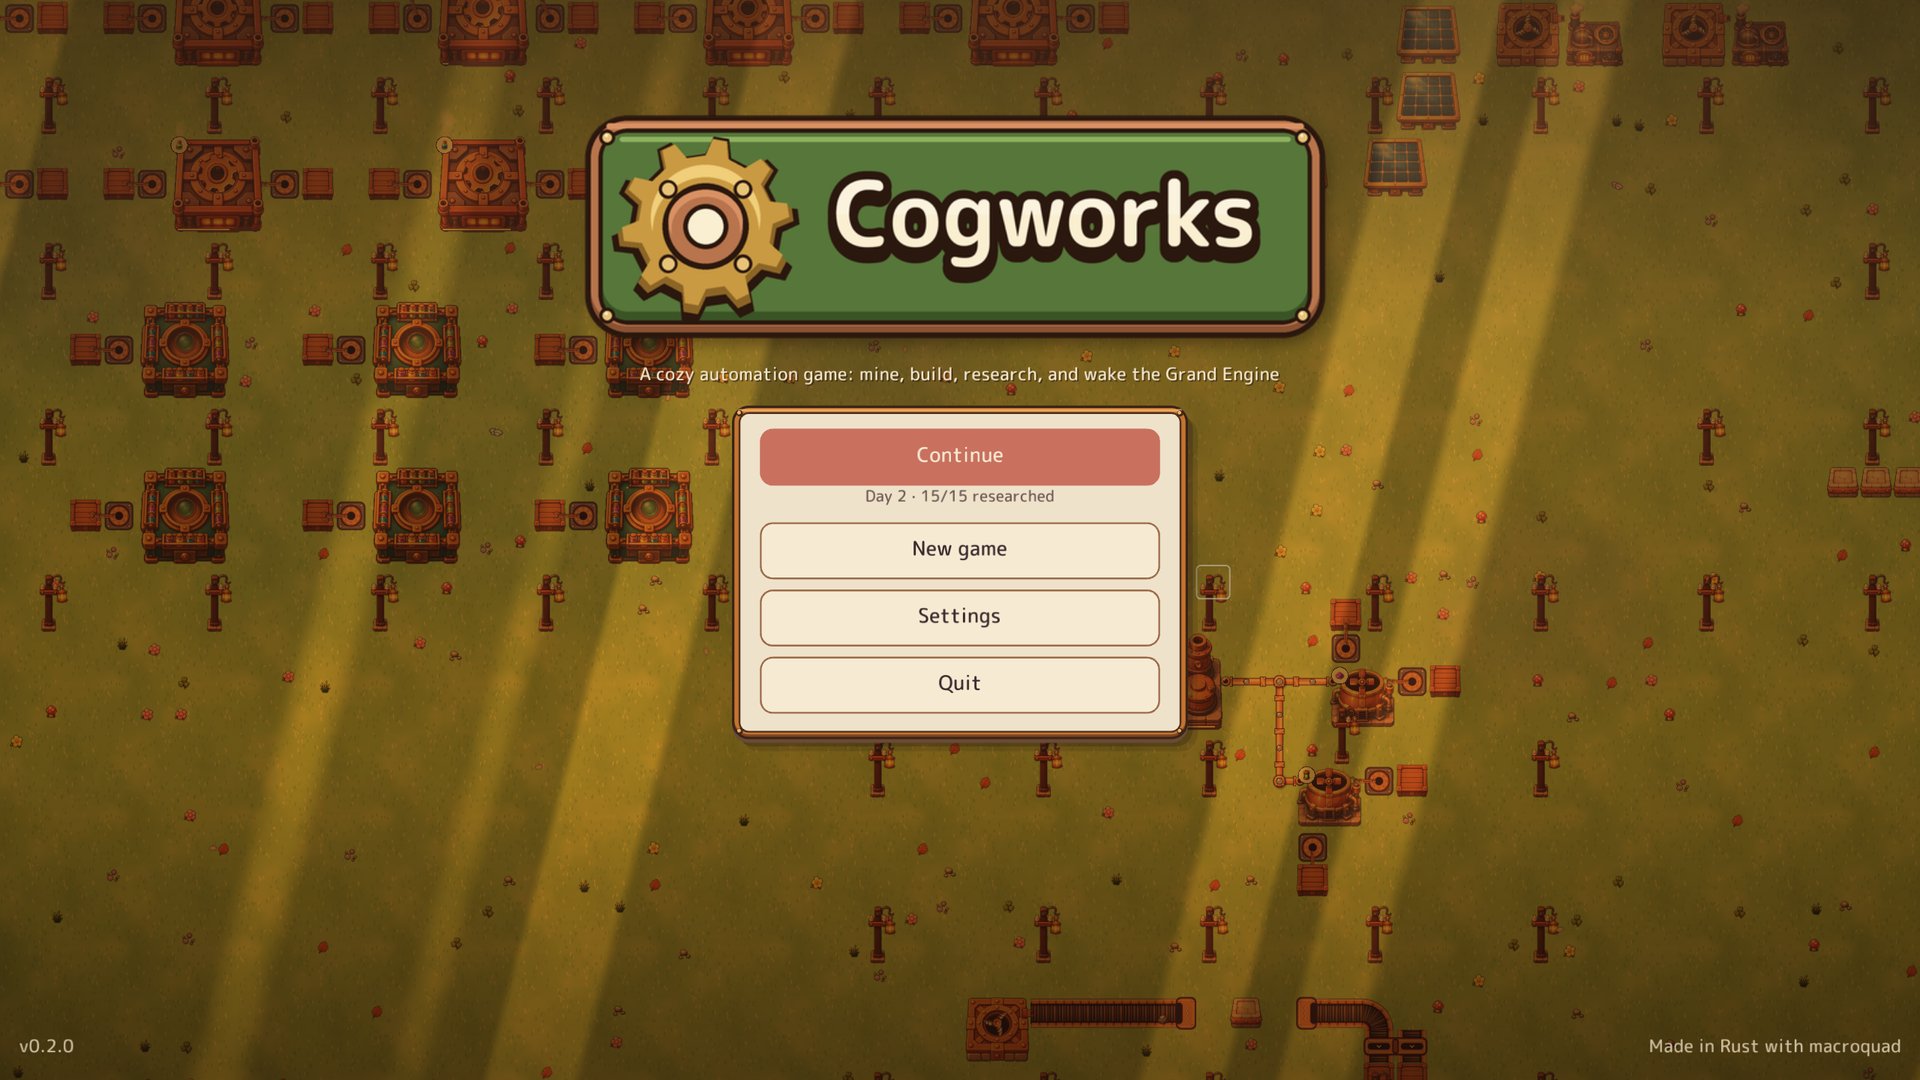 Cogworks
A cozy automation game: mine, build, research, and wake the Grand Engine
Continue
Day 2 · 15/15 researched
New game
Settings
Quit
v0.2.0
Made in Rust with macroquad